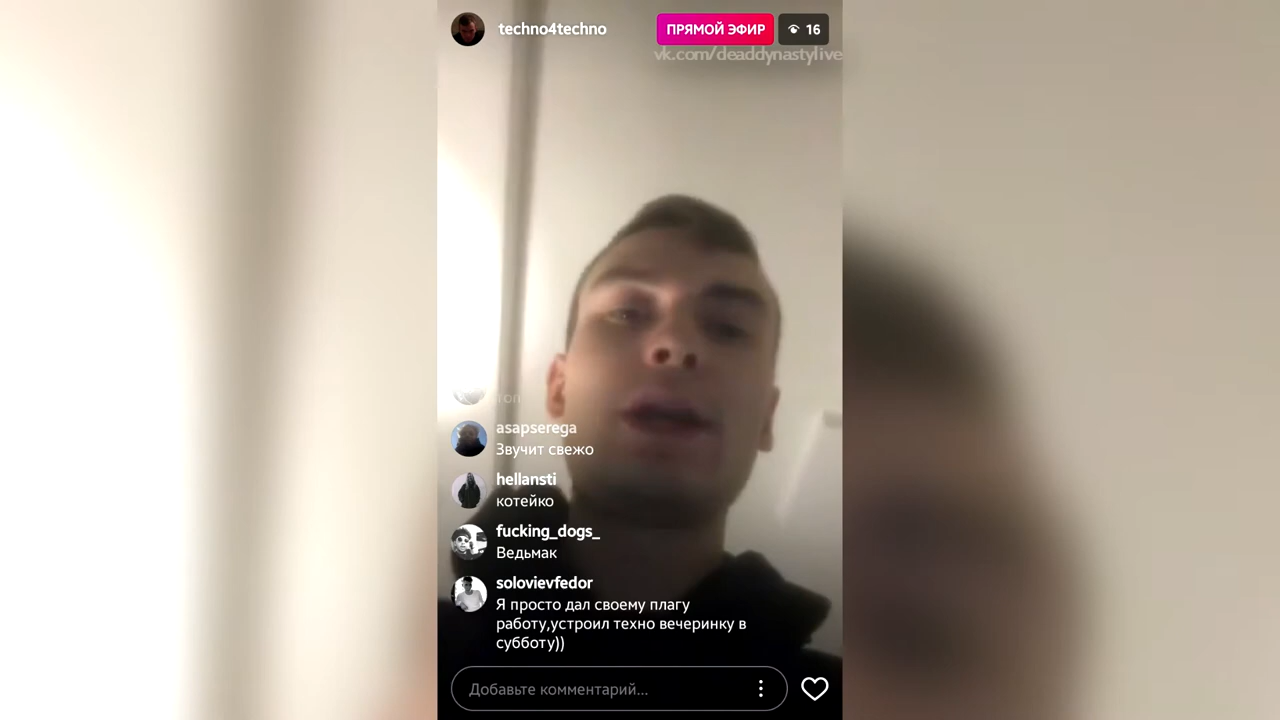 techno4techno
ПРЯМОЙ ЭФИР
16
vk.com/deaddynastylive
топ
asapserega
Звучит свежо
hellansti
котейко
fucking_dogs_
Ведьмак
solovievfedor
Я просто дал своему плагу
работу,устроил техно вечеринку в
субботу))
Добавьте комментарий...